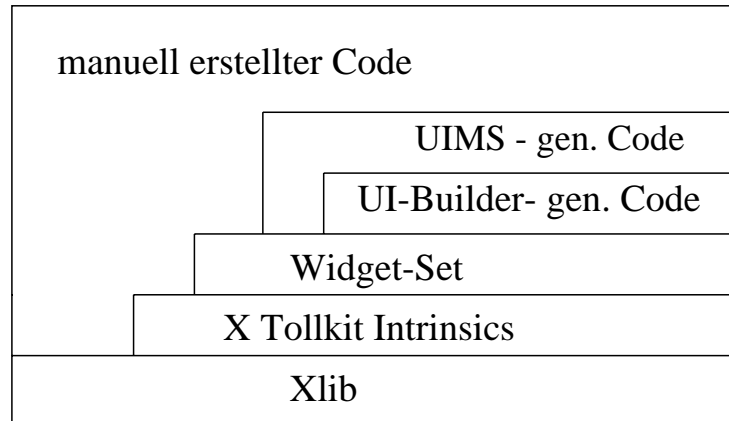 manuell erstellter Code
UIMS - gen. Code
UI-Builder- gen. Code
Widget-Set
X Tollkit Intrinsics
Xlib